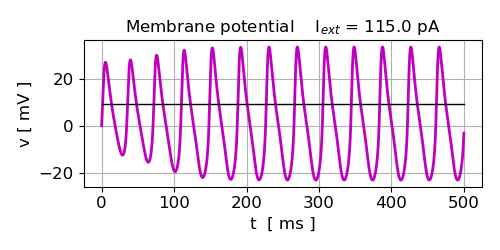 Membrane potential    I_ext = 115.0 pA
v [ mV ]
20
0
−20
0 100 200 300 400 500
t [ ms ]